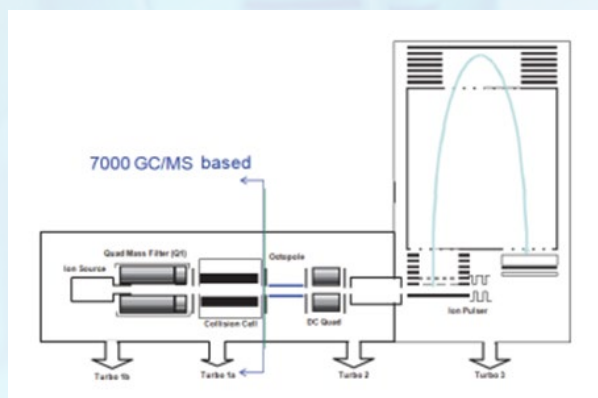 7000 GC/MS based
Quad Mass Filter (Q1)
Octopole
Ion Source
Collision Cell
DC Quad
Ion Pulser
Turbo 1b
Turbo 1a
Turbo 2
Turbo 3